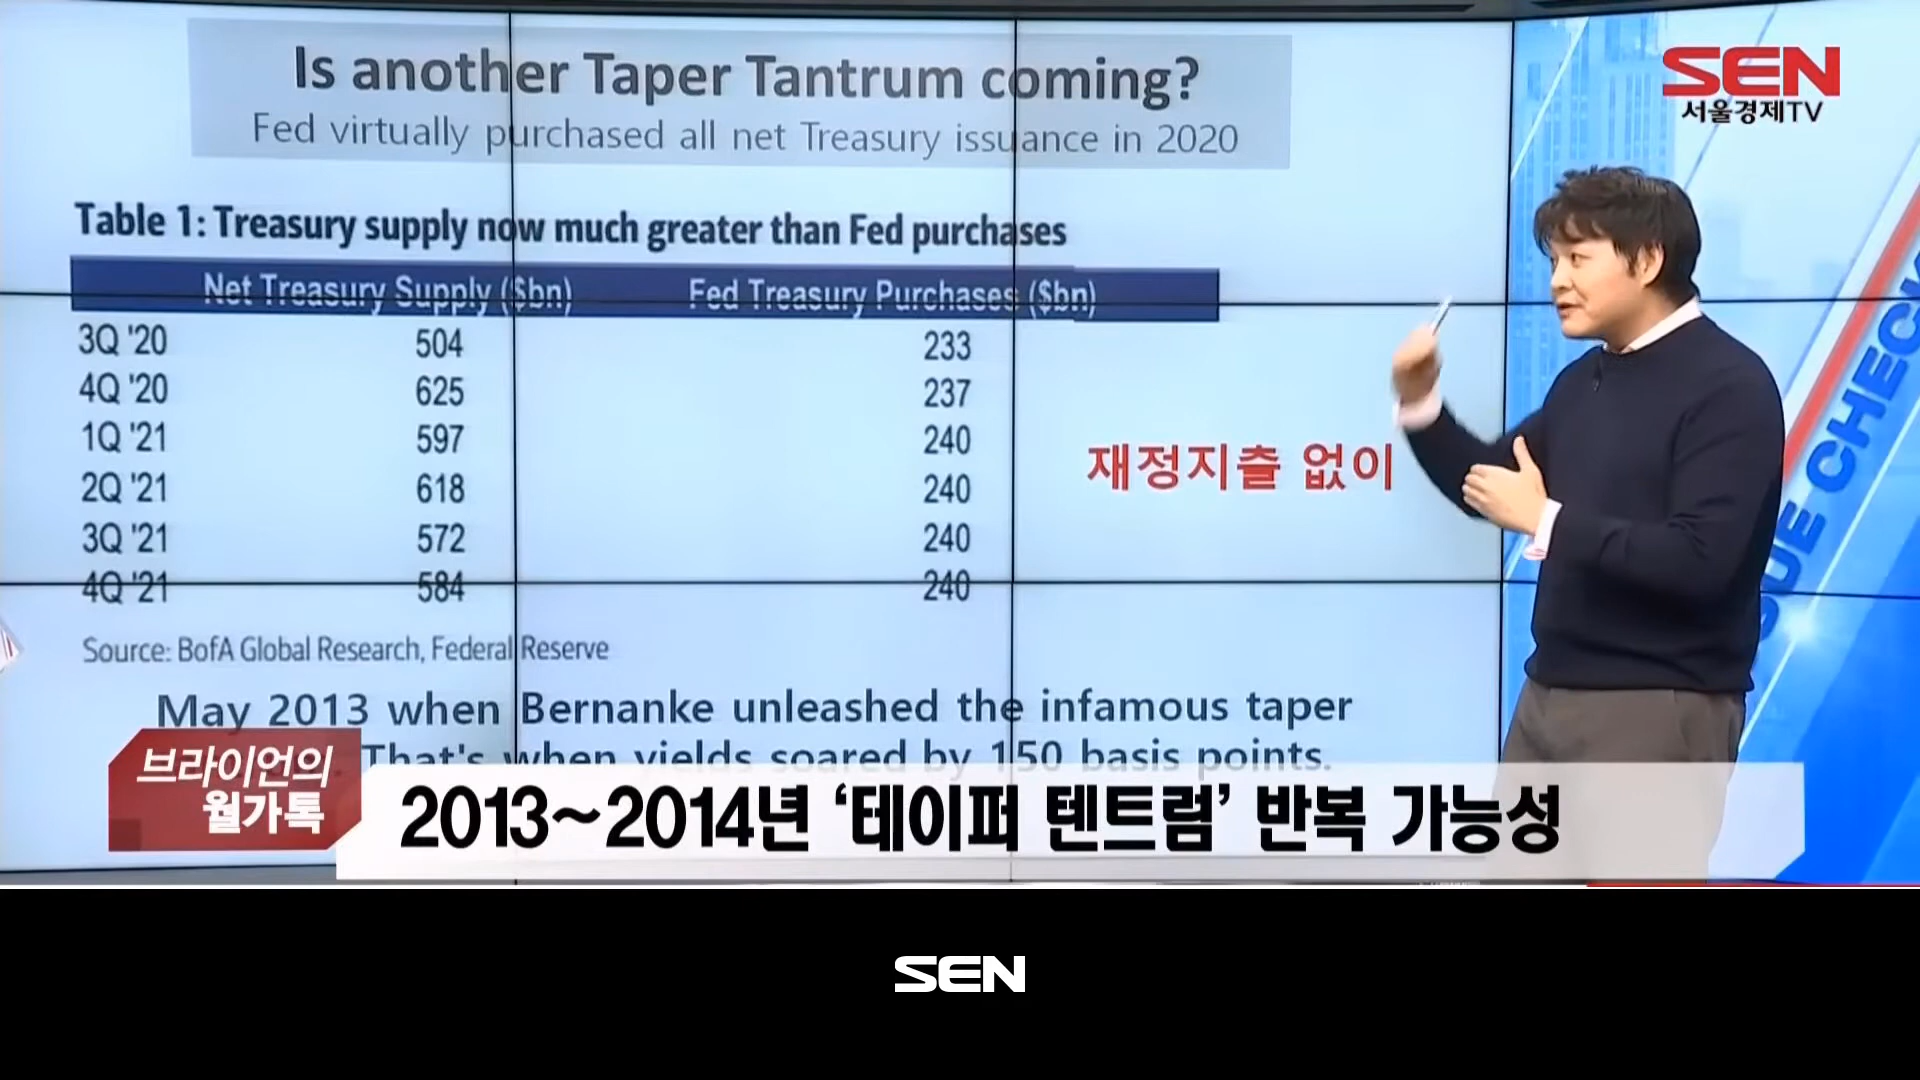 Is another Taper Tantrum coming?
Fed virtually purchased all net Treasury issuance in 2020
SEN
서울경제TV
Table 1: Treasury supply now much greater than Fed purchases
Net Treasury Supply ($bn) Fed Treasury Purchases ($bn)
3Q '20 504 233
4Q '20 625 237
1Q '21 597 240
2Q '21 618 240
3Q '21 572 240
4Q '21 584 240
재정지출 없이
SUE CHECK
Source: BofA Global Research, Federal Reserve
May 2013 when Bernanke unleashed the infamous taper
That's when yields soared by 150 basis points.
브라이언의
월가톡
2013~2014년 ‘테이퍼 텐트럼’ 반복 가능성
SEN